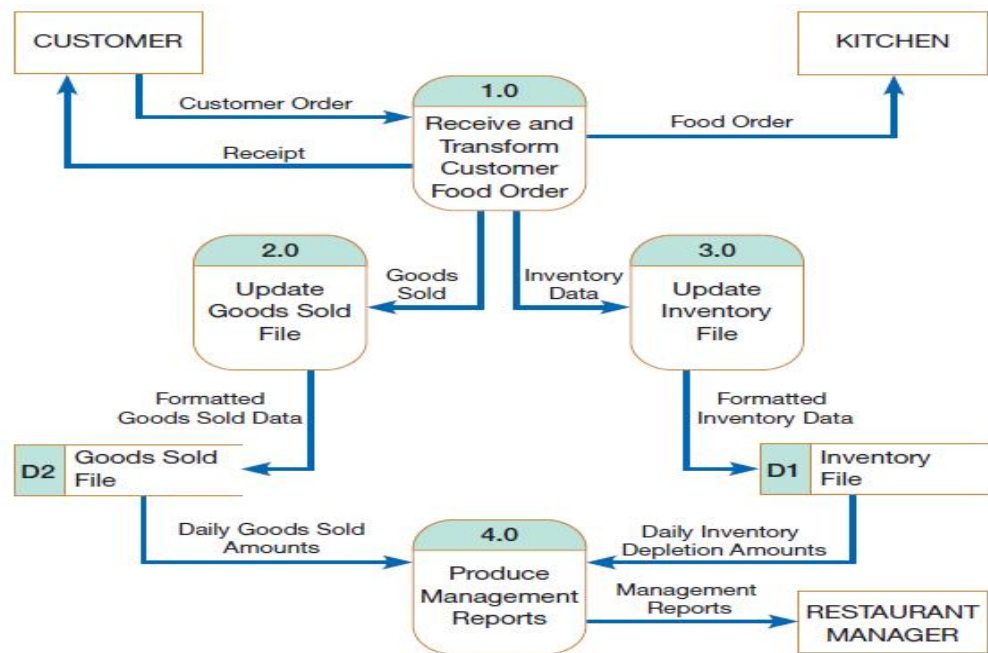 CUSTOMER
KITCHEN
1.0
Receive and
Transform
Customer
Food Order
Customer Order
Receipt
Food Order
2.0
Update
Goods Sold
File
Goods
Sold
Inventory
Data
3.0
Update
Inventory
File
Formatted
Goods Sold Data
Formatted
Inventory Data
D2
Goods Sold
File
D1
Inventory
File
Daily Goods Sold
Amounts
4.0
Produce
Management
Reports
Daily Inventory
Depletion Amounts
Management
Reports
RESTAURANT
MANAGER